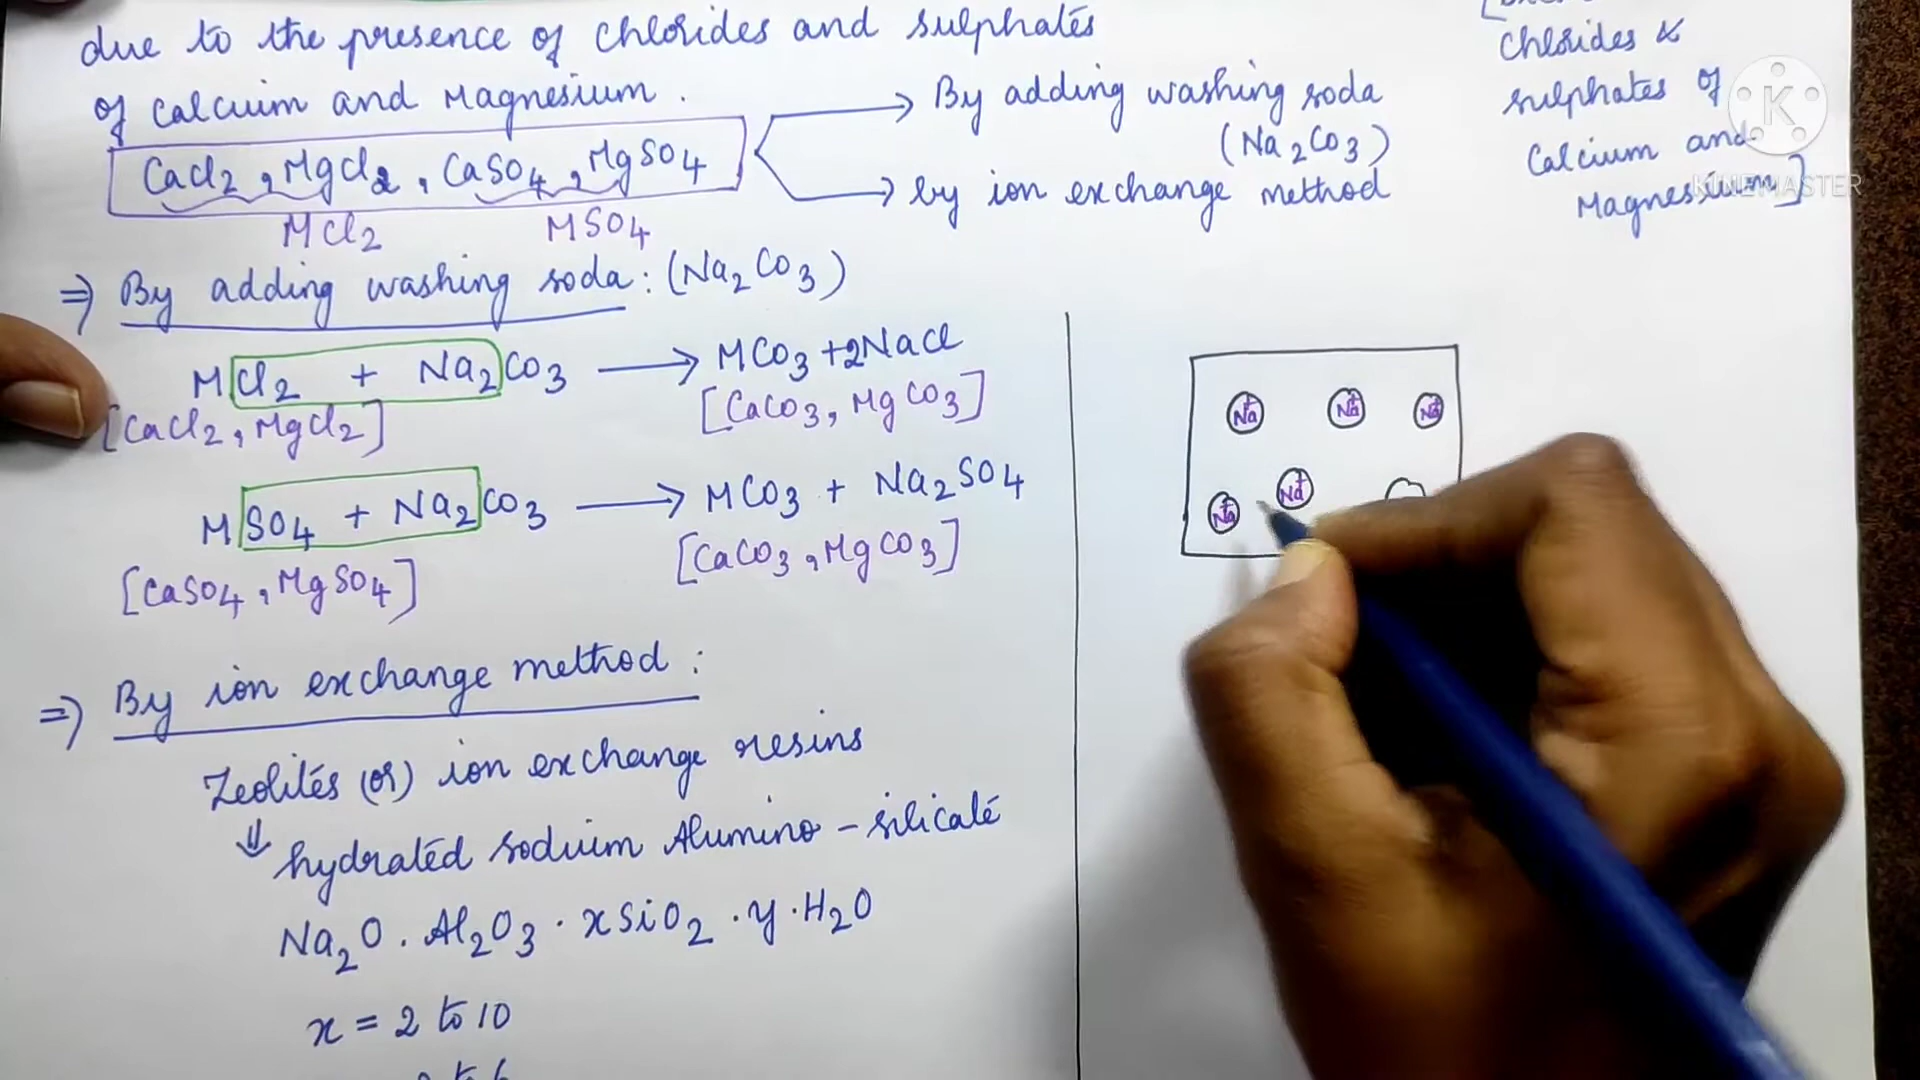 due to the presence of chlorides and sulphates
of calcium and Magnesium.
CaCl2, MgCl2, CaSO4, MgSO4
MCl2 MSO4
→ By adding washing soda
(Na2CO3)
→ by ion exchange method
Chlorides &
sulphates of
Calcium and
Magnesium]
K
KINEMASTER
⇒ By adding washing soda: (Na2CO3)
MCl2 + Na2CO3 → MCO3 + 2NaCl
[CaCl2, MgCl2] [CaCO3, MgCO3]
MSO4 + Na2CO3 → MCO3 + Na2SO4
[CaSO4, MgSO4] [CaCO3, MgCO3]
⇒ By ion exchange method:
Zeolites (or) ion exchange resins
⇓ hydrated sodium Alumino-silicate
Na2O · Al2O3 · xSiO2 · y · H2O
x = 2 to 10
Na+ Na+ Na+
Na+ Na+